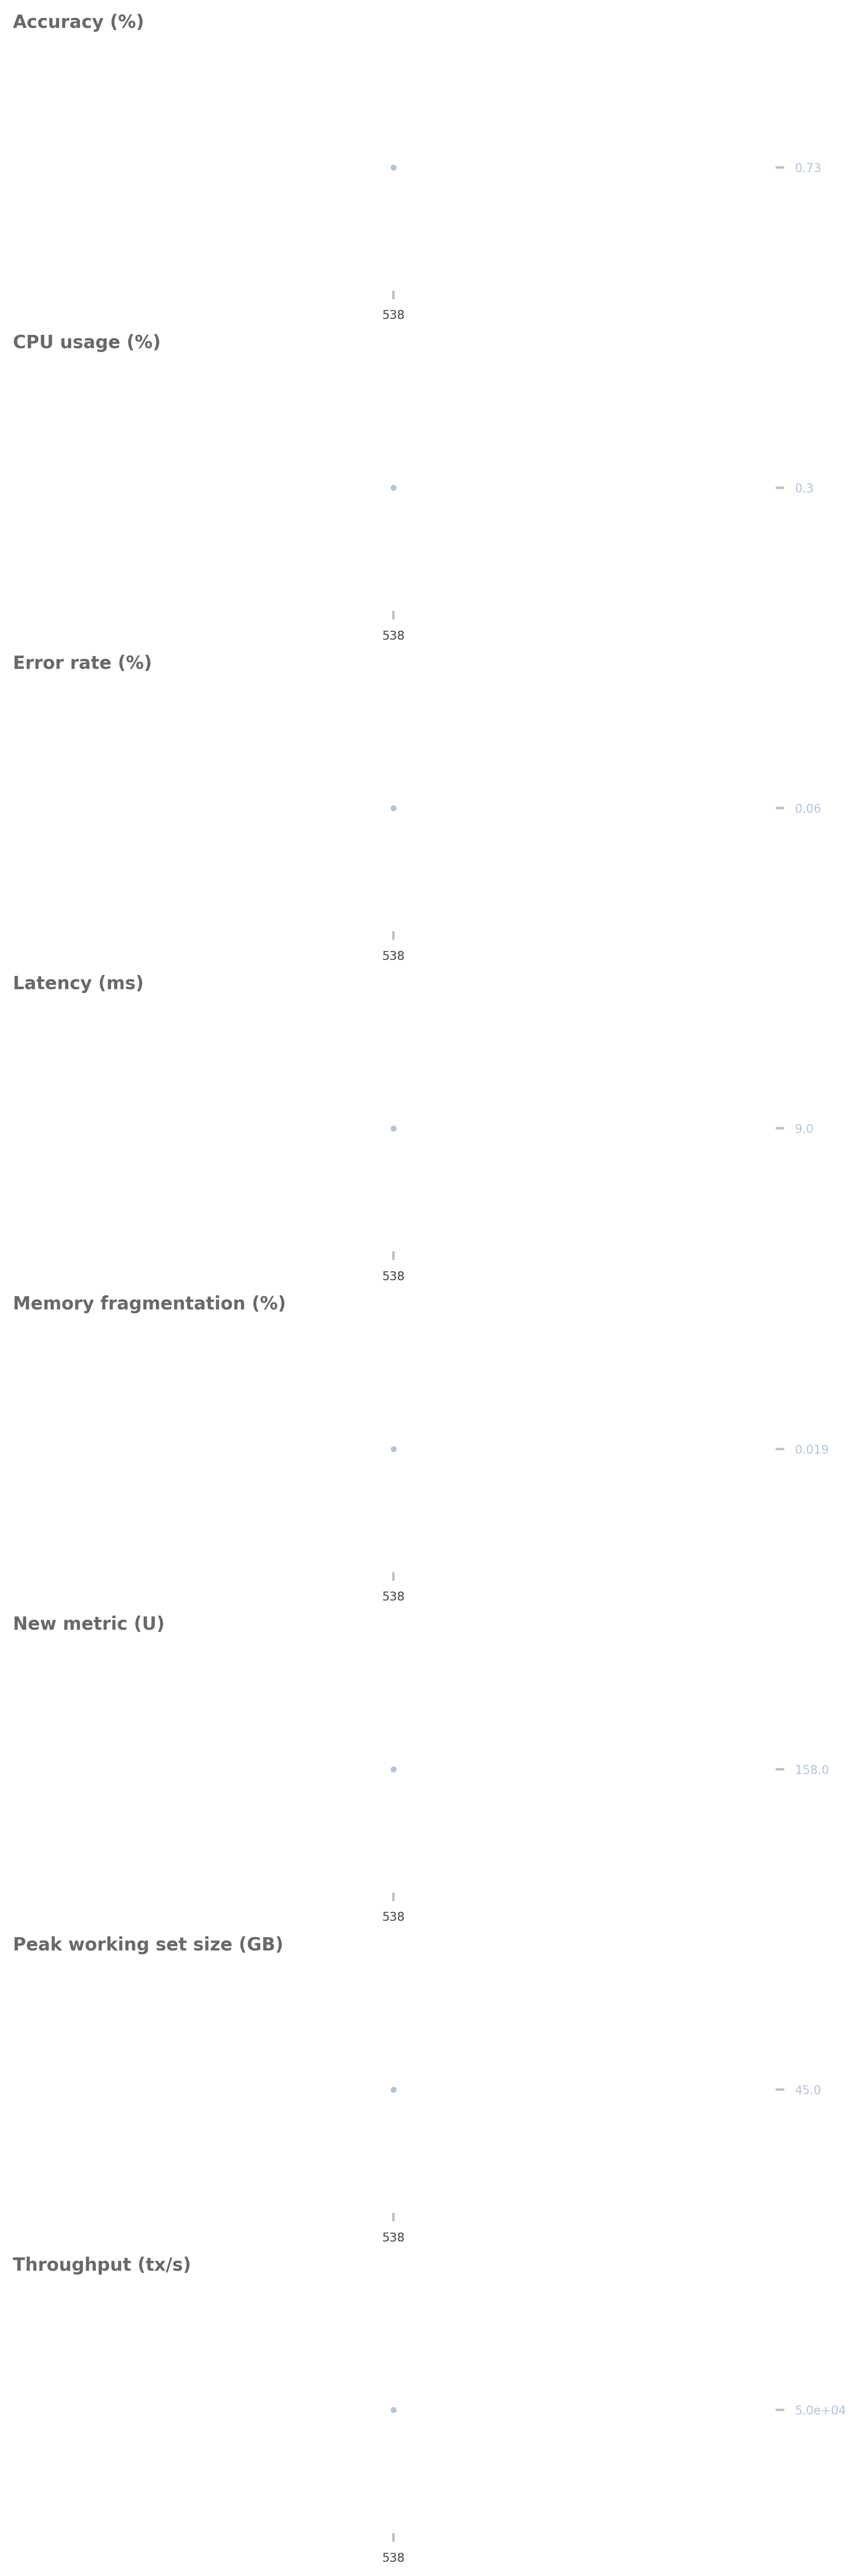 Accuracy (%)
0.73
538
CPU usage (%)
0.3
538
Error rate (%)
0.06
538
Latency (ms)
9.0
538
Memory fragmentation (%)
0.019
538
New metric (U)
158.0
538
Peak working set size (GB)
45.0
538
Throughput (tx/s)
5.0e+04
538